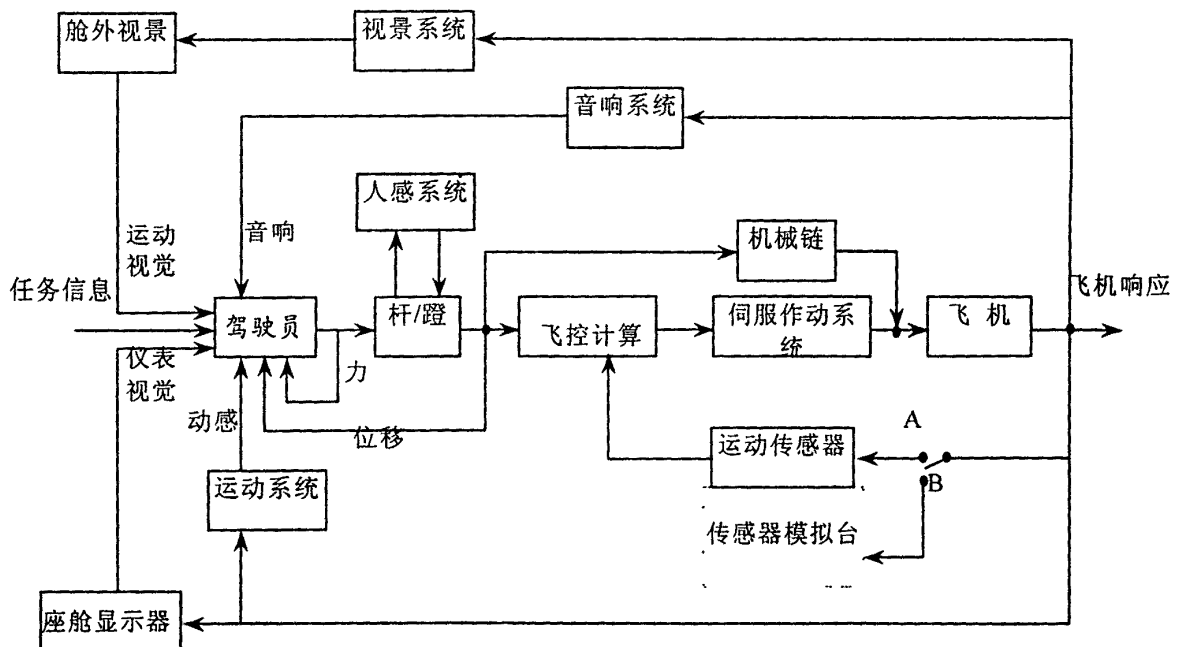 舱外视景
视景系统
音响系统
人感系统
运动
视觉
音响
机械链
任务信息
飞机响应
驾驶员
杆/蹬
飞控计算
伺服作动系
统
飞 机
仪表
视觉
力
动感
位移
A
运动传感器
B
运动系统
传感器模拟台
座舱显示器